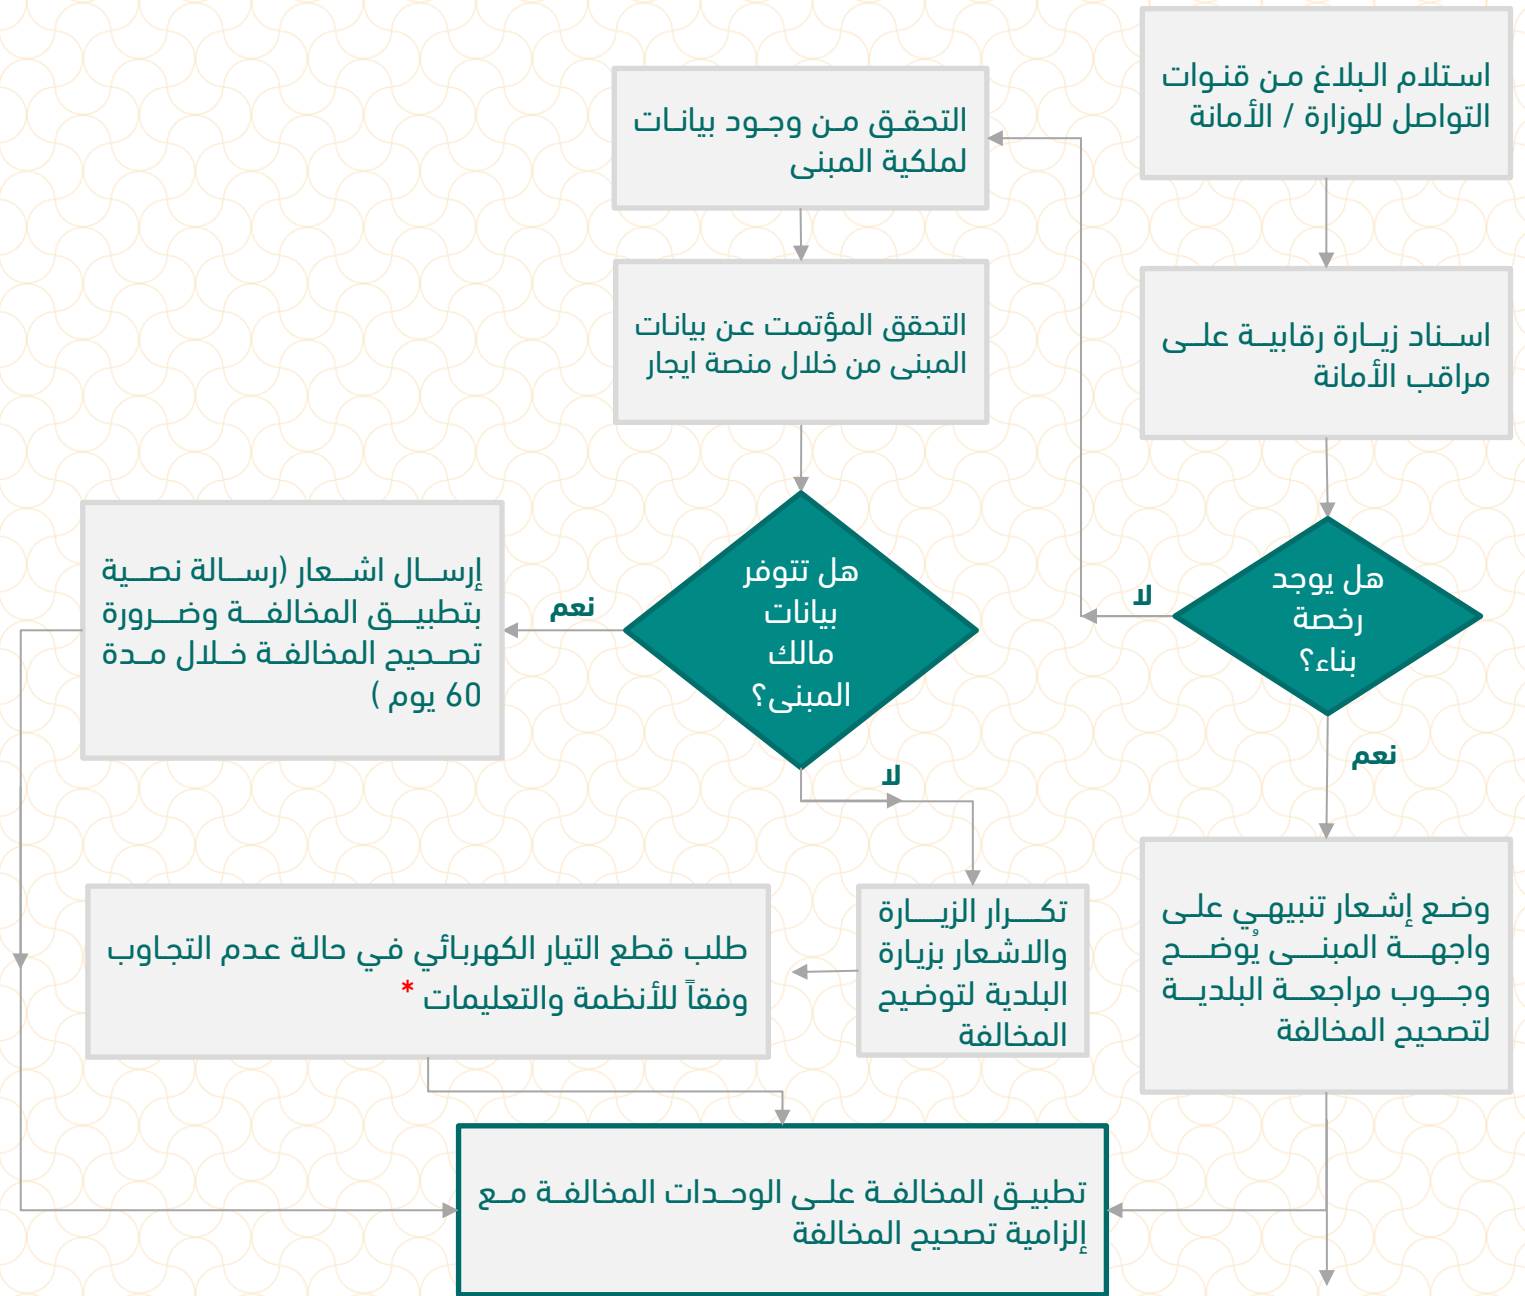 استلام البلاغ من قنوات
التواصل للوزارة / الأمانة
اسناد زيارة رقابية على
مراقب الأمانة
هل يوجد
رخصة
بناء؟
لا
نعم
وضع إشعار تنبيهي على
واجهة المبنى يُوضح
وجوب مراجعة البلدية
لتصحيح المخالفة
التحقق من وجود بيانات
لملكية المبنى
التحقق المؤتمت عن بيانات
المبنى من خلال منصة ايجار
هل تتوفر
بيانات
مالك
المبنى؟
نعم
لا
إرسال اشعار (رسالة نصية
بتطبيق المخالفة وضرورة
تصحيح المخالفة خلال مدة
60 يوم )
تكرار الزيارة
والاشعار بزيارة
البلدية لتوضيح
المخالفة
طلب قطع التيار الكهربائي في حالة عدم التجاوب
وفقاً للأنظمة والتعليمات *
تطبيق المخالفة على الوحدات المخالفة مع
إلزامية تصحيح المخالفة